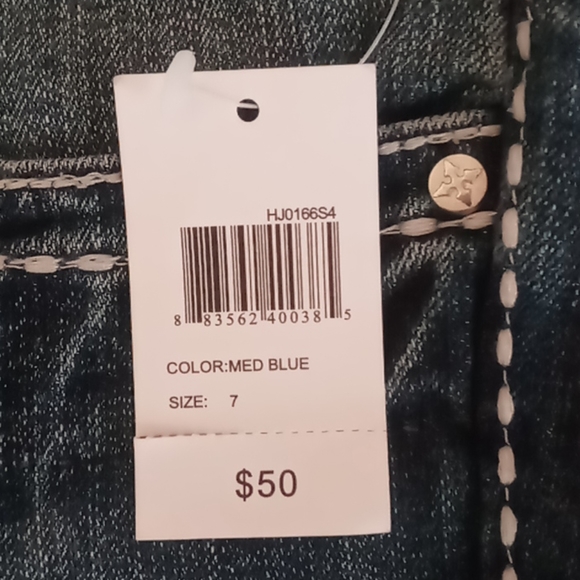 HJ0166S4
8 83562 40038 5
COLOR:MED BLUE
SIZE: 7
$50